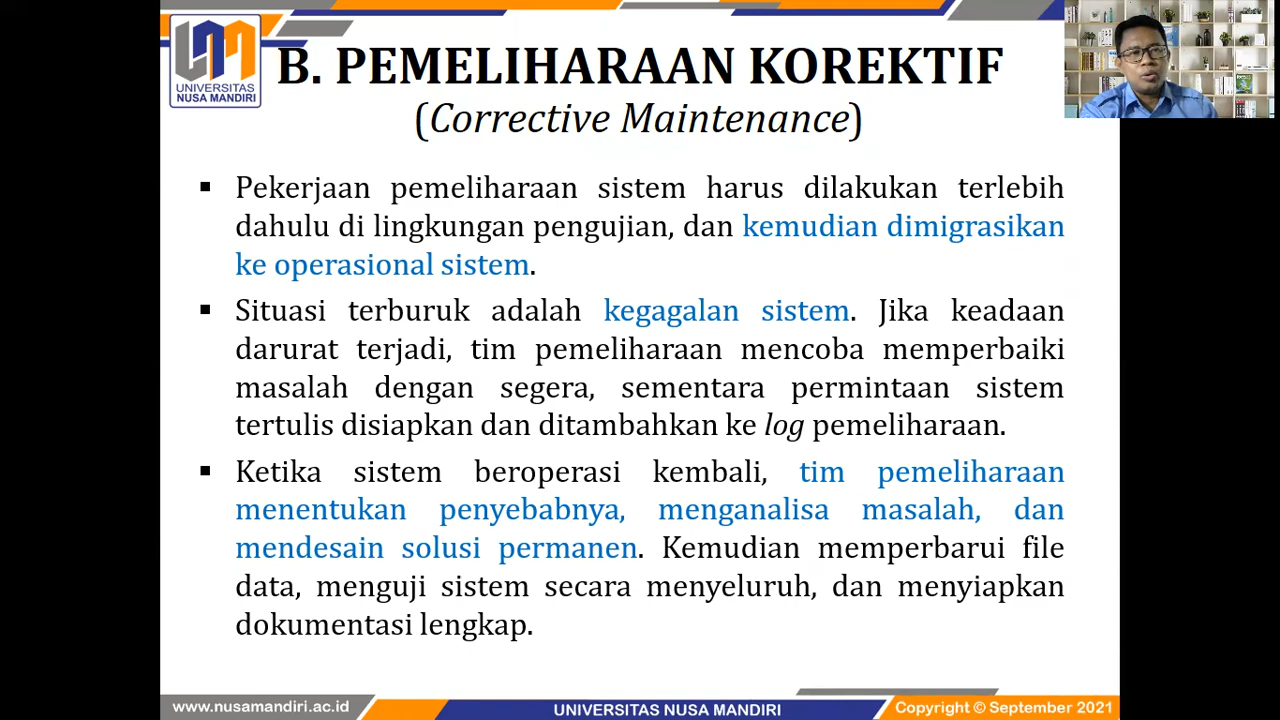 UNIVERSITAS
NUSA MANDIRI
B. PEMELIHARAAN KOREKTIF
(Corrective Maintenance)
▪ Pekerjaan pemeliharaan sistem harus dilakukan terlebih
dahulu di lingkungan pengujian, dan kemudian dimigrasikan
ke operasional sistem.
▪ Situasi terburuk adalah kegagalan sistem. Jika keadaan
darurat terjadi, tim pemeliharaan mencoba memperbaiki
masalah dengan segera, sementara permintaan sistem
tertulis disiapkan dan ditambahkan ke log pemeliharaan.
▪ Ketika sistem beroperasi kembali, tim pemeliharaan
menentukan penyebabnya, menganalisa masalah, dan
mendesain solusi permanen. Kemudian memperbarui file
data, menguji sistem secara menyeluruh, dan menyiapkan
dokumentasi lengkap.
www.nusamandiri.ac.id
UNIVERSITAS NUSA MANDIRI
Copyright © September 2021